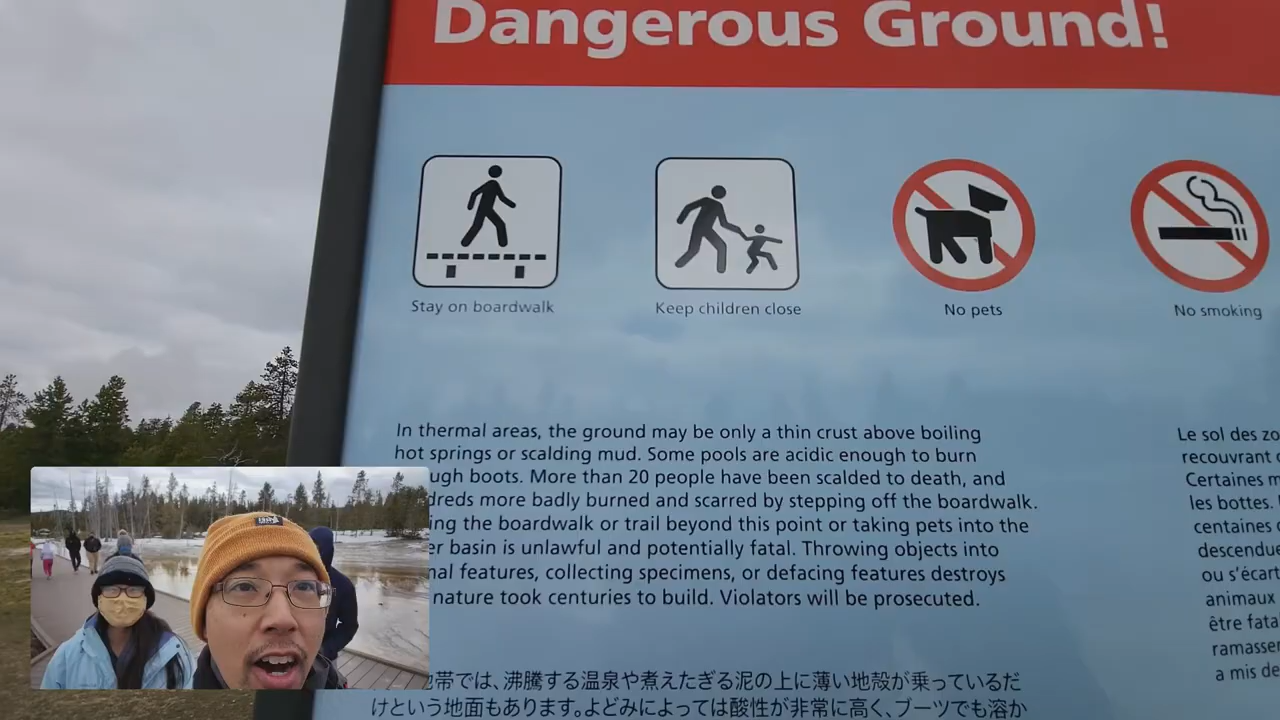 Dangerous Ground!
Stay on boardwalk
Keep children close
No pets
No smoking
In thermal areas, the ground may be only a thin crust above boiling
hot springs or scalding mud. Some pools are acidic enough to burn
boots. More than 20 people have been scalded to death, and
more badly burned and scarred by stepping off the boardwalk.
the boardwalk or trail beyond this point or taking pets into the
basin is unlawful and potentially fatal. Throwing objects into
features, collecting specimens, or defacing features destroys
nature took centuries to build. Violators will be prosecuted.
Le sol des
recouvrant
Certaines
les bottes.
centaines
ou s'écart
animaux
être
a mis
地帯では、沸騰する温泉や煮えたぎる泥の上に薄い地殻が乗っているだ
けという地面もあります。よどみによっては酸性が非常に高く、ブーツでも溶か